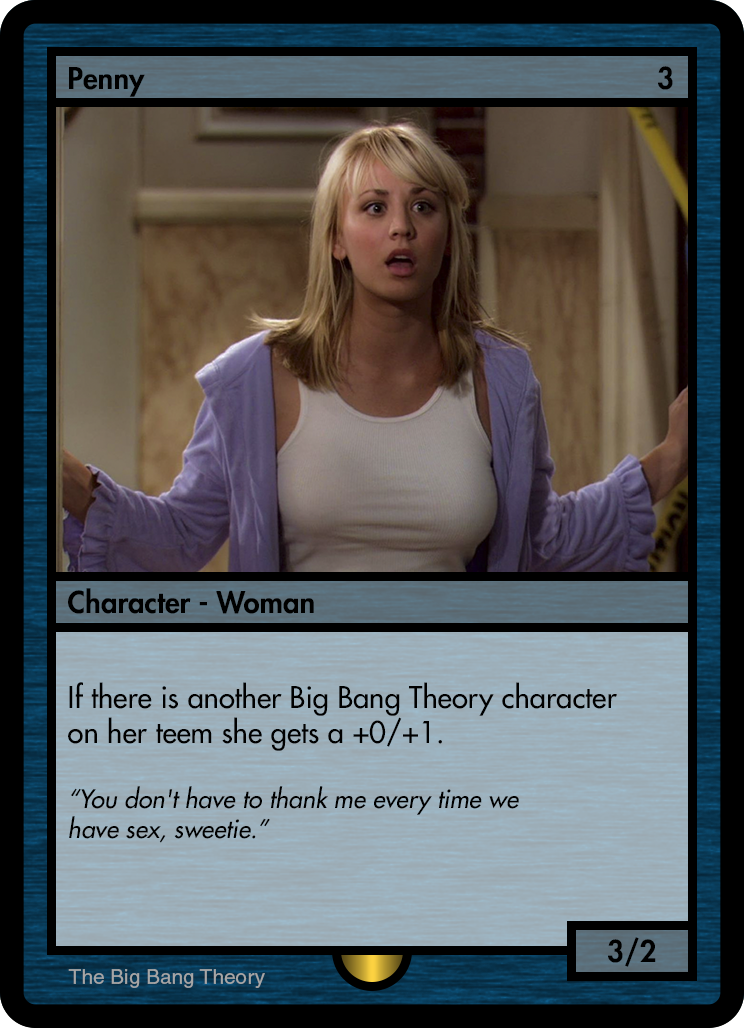 Penny 3
Character - Woman
If there is another Big Bang Theory character
on her teem she gets a +0/+1.
“You don't have to thank me every time we
have sex, sweetie.”
3/2
The Big Bang Theory